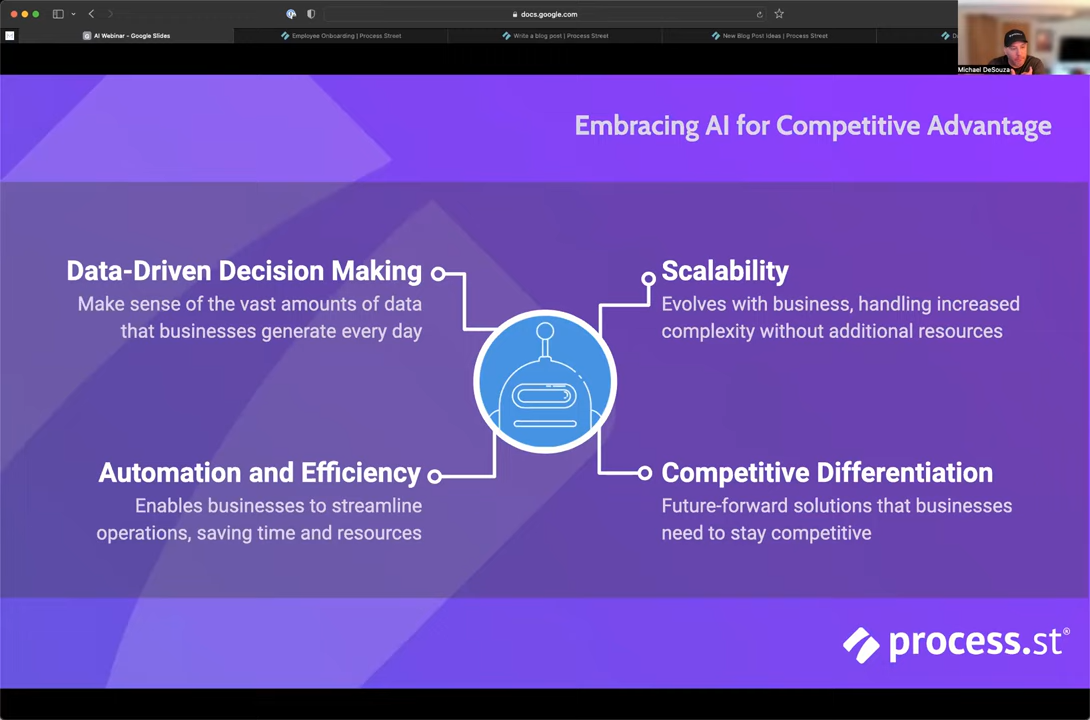 docs.google.com
AI Webinar - Google Slides
Employee Onboarding | Process Street
Write a blog post | Process Street
New Blog Post Ideas | Process Street
Michael DeSouza
Embracing AI for Competitive Advantage
Data-Driven Decision Making
Make sense of the vast amounts of data
that businesses generate every day
Scalability
Evolves with business, handling increased
complexity without additional resources
Automation and Efficiency
Enables businesses to streamline
operations, saving time and resources
Competitive Differentiation
Future-forward solutions that businesses
need to stay competitive
process.st®